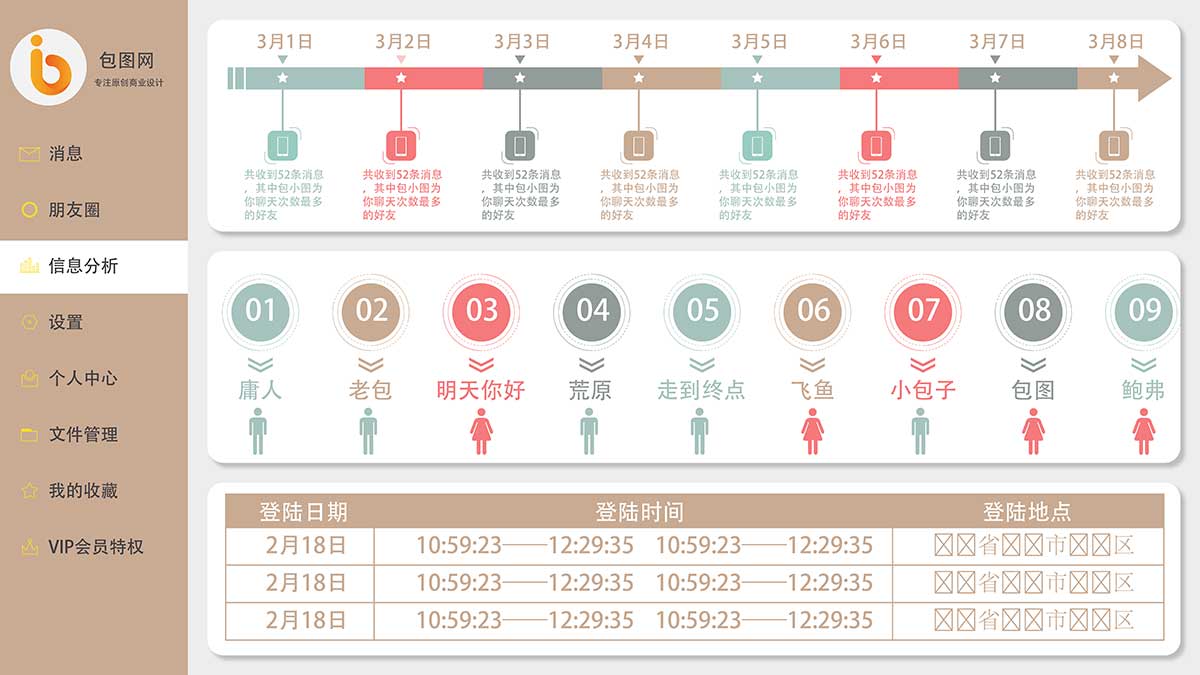 包图网
专注原创商业设计
消息
朋友圈
信息分析
设置
个人中心
文件管理
我的收藏
VIP会员特权
3月1日 3月2日 3月3日 3月4日 3月5日 3月6日 3月7日 3月8日
共收到52条消息
，其中包小图为
你聊天次数最多
的好友
共收到52条消息
，其中包小图为
你聊天次数最多
的好友
共收到52条消息
，其中包小图为
你聊天次数最多
的好友
共收到52条消息
，其中包小图为
你聊天次数最多
的好友
共收到52条消息
，其中包小图为
你聊天次数最多
的好友
共收到52条消息
，其中包小图为
你聊天次数最多
的好友
共收到52条消息
，其中包小图为
你聊天次数最多
的好友
共收到52条消息
，其中包小图为
你聊天次数最多
的好友
01 02 03 04 05 06 07 08 09
庸人 老包 明天你好 荒原 走到终点 飞鱼 小包子 包图 鲍弗
登陆日期 登陆时间 登陆地点
2月18日 10:59:23——12:29:35 10:59:23——12:29:35 省市区
2月18日 10:59:23——12:29:35 10:59:23——12:29:35 省市区
2月18日 10:59:23——12:29:35 10:59:23——12:29:35 省市区